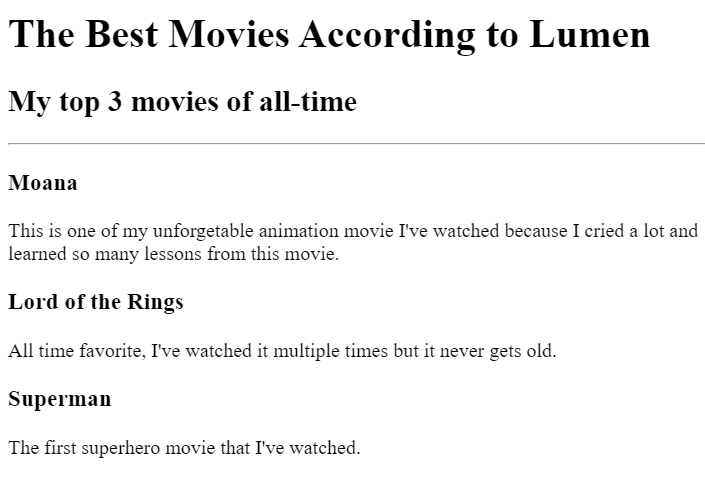 The Best Movies According to Lumen
My top 3 movies of all-time
Moana
This is one of my unforgetable animation movie I've watched because I cried a lot and
learned so many lessons from this movie.
Lord of the Rings
All time favorite, I've watched it multiple times but it never gets old.
Superman
The first superhero movie that I've watched.